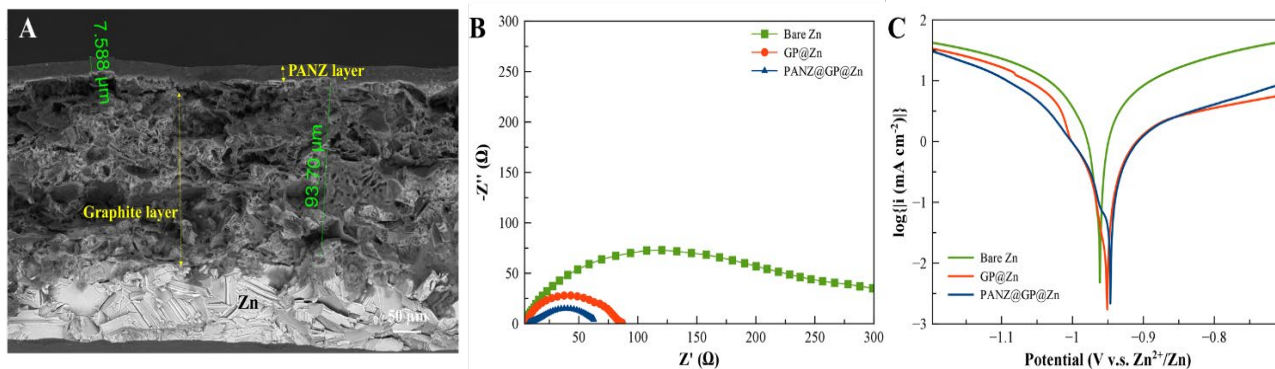 A
7.588 μm
PANZ layer
Graphite layer
93.70 μm
Zn
50 μm
B
300
250
200
150
100
50
0
-Z'' (Ω)
Bare Zn
GP@Zn
PANZ@GP@Zn
50
100
150
200
250
300
Z' (Ω)
C
2
1
0
−1
−2
−3
log{|i (mA cm⁻²)|}
Bare Zn
GP@Zn
PANZ@GP@Zn
−1.1
−1
−0.9
−0.8
Potential (V v.s. Zn²⁺/Zn)